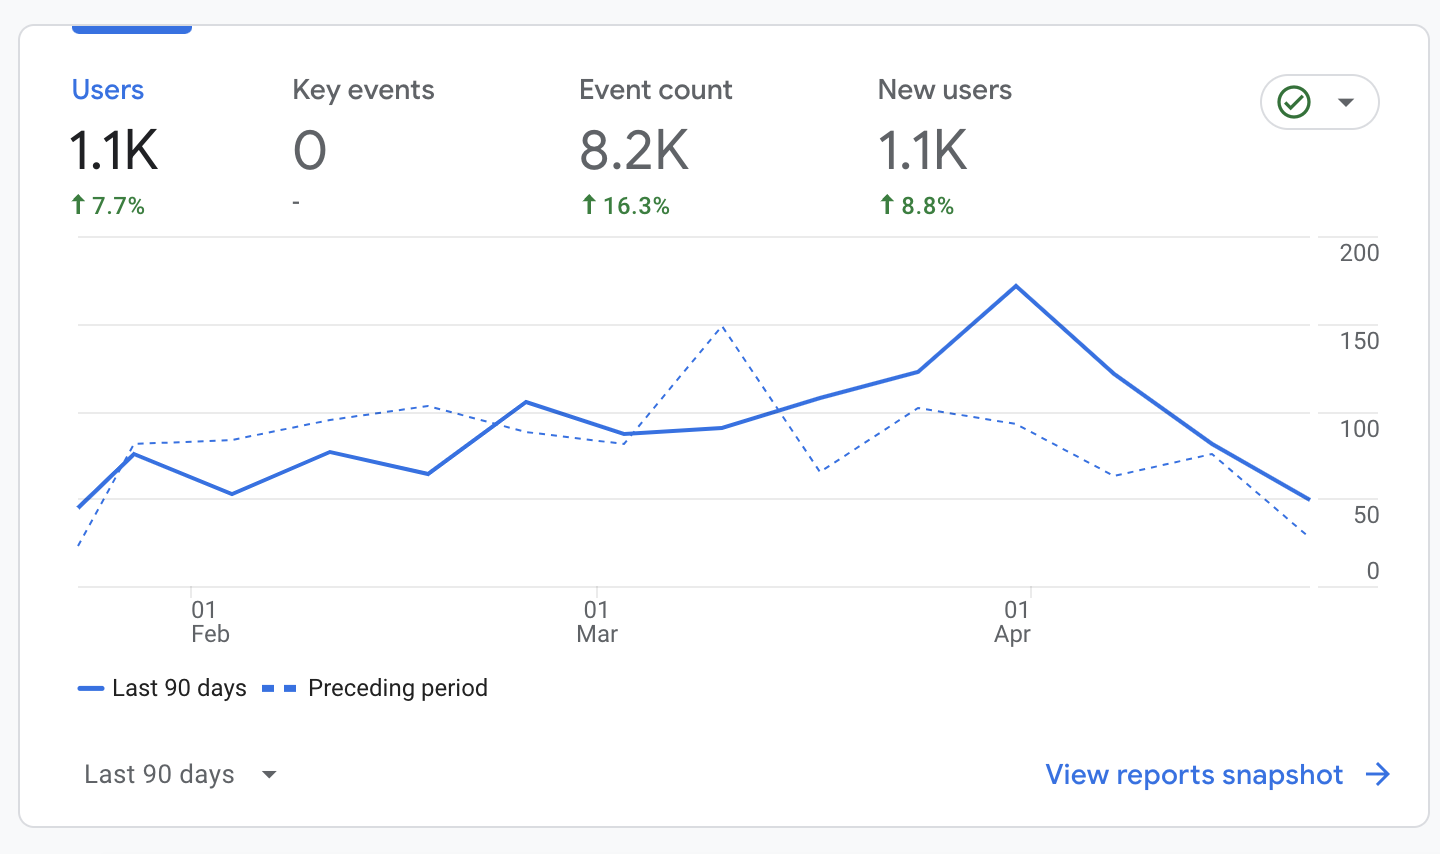 Users
Key events
Event count
New users
1.1K
0
8.2K
1.1K
7.7%
-
16.3%
8.8%
200
150
100
50
0
01
Feb
01
Mar
01
Apr
Last 90 days
Preceding period
Last 90 days
View reports snapshot